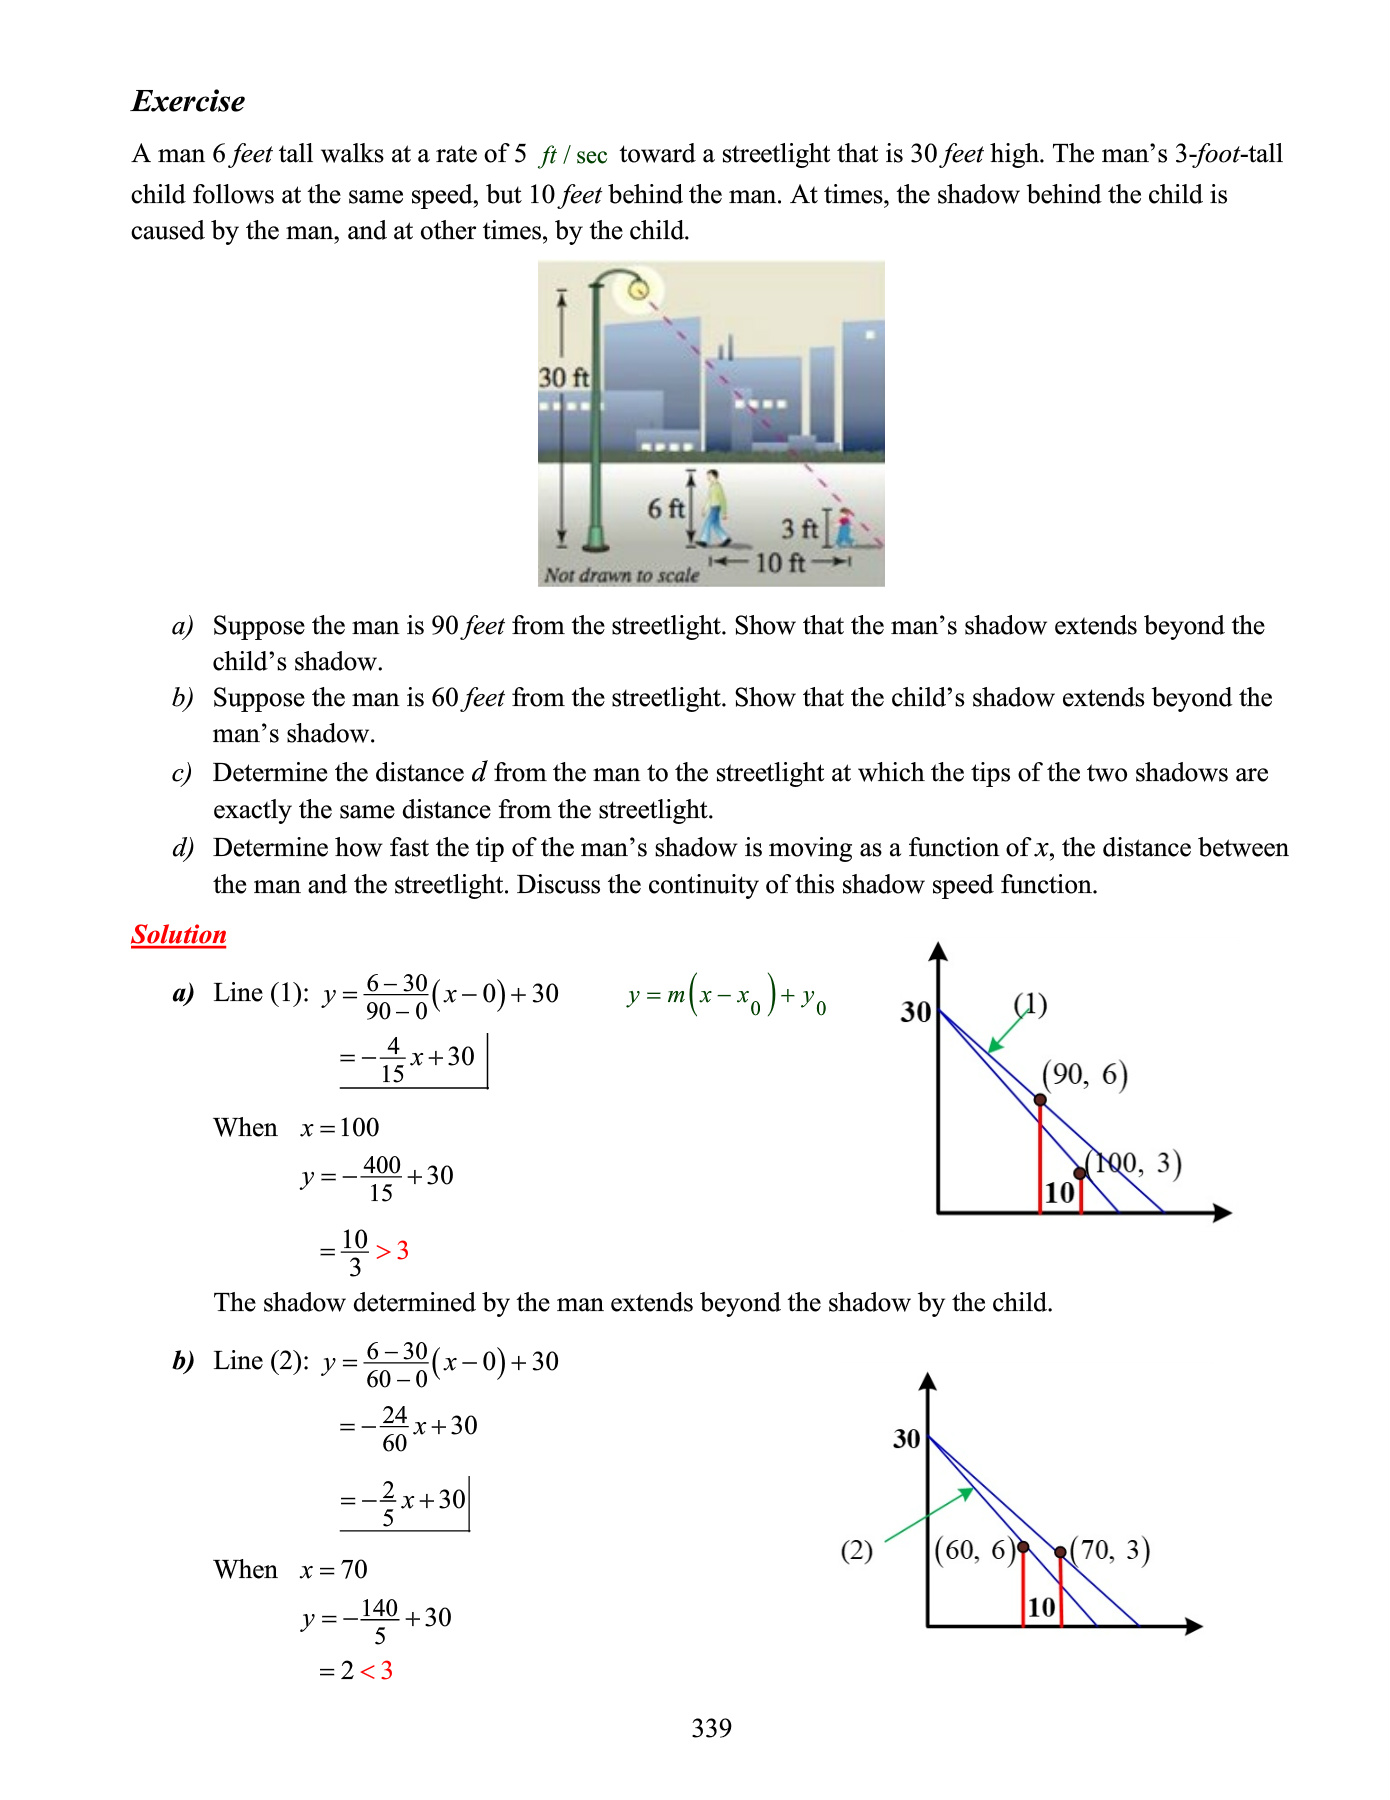 Exercise
A man 6 feet tall walks at a rate of 5 ft / sec toward a streetlight that is 30 feet high. The man’s 3-foot-tall
child follows at the same speed, but 10 feet behind the man. At times, the shadow behind the child is
caused by the man, and at other times, by the child.
30 ft
6 ft
3 ft
10 ft
Not drawn to scale
a) Suppose the man is 90 feet from the streetlight. Show that the man’s shadow extends beyond the
child’s shadow.
b) Suppose the man is 60 feet from the streetlight. Show that the child’s shadow extends beyond the
man’s shadow.
c) Determine the distance d from the man to the streetlight at which the tips of the two shadows are
exactly the same distance from the streetlight.
d) Determine how fast the tip of the man’s shadow is moving as a function of x, the distance between
the man and the streetlight. Discuss the continuity of this shadow speed function.
Solution
a) Line (1): y = (6 − 30)/(90 − 0) (x − 0) + 30    y = m(x − x₀) + y₀
= −4/15 x + 30
When x = 100
y = −400/15 + 30
= 10/3 > 3
30
(1)
(90, 6)
(100, 3)
10
The shadow determined by the man extends beyond the shadow by the child.
b) Line (2): y = (6 − 30)/(60 − 0) (x − 0) + 30
= −24/60 x + 30
= −2/5 x + 30
When x = 70
y = −140/5 + 30
= 2 < 3
30
(2)
(60, 6)
(70, 3)
10
339